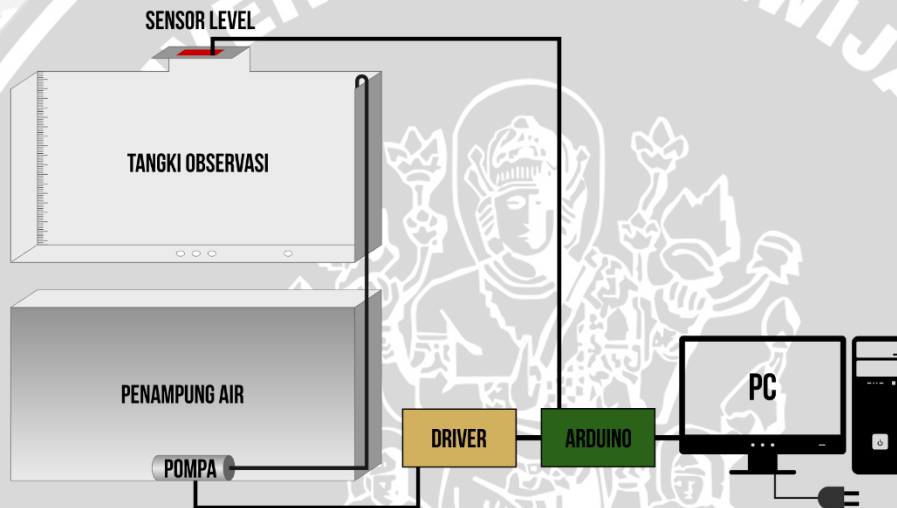 SENSOR LEVEL
TANGKI OBSERVASI
PENAMPUNG AIR
POMPA
DRIVER
ARDUINO
PC